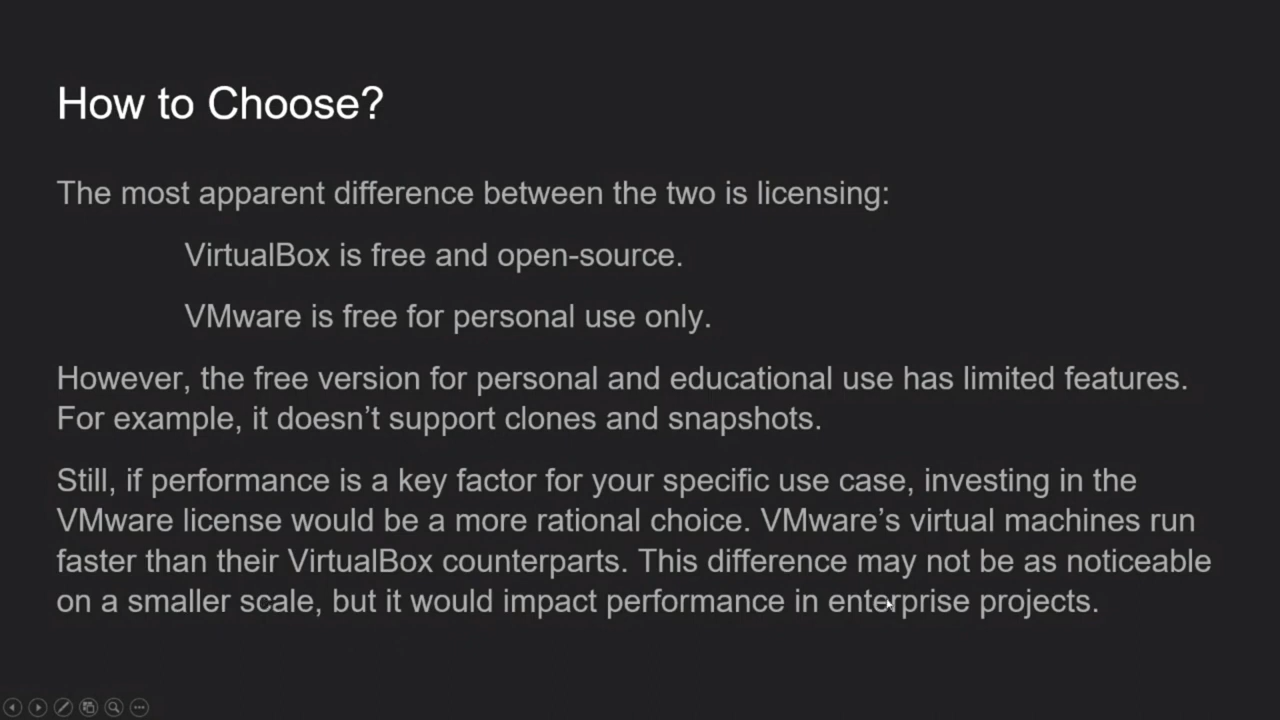 How to Choose?
The most apparent difference between the two is licensing:
VirtualBox is free and open-source.
VMware is free for personal use only.
However, the free version for personal and educational use has limited features.
For example, it doesn’t support clones and snapshots.
Still, if performance is a key factor for your specific use case, investing in the
VMware license would be a more rational choice. VMware’s virtual machines run
faster than their VirtualBox counterparts. This difference may not be as noticeable
on a smaller scale, but it would impact performance in enterprise projects.